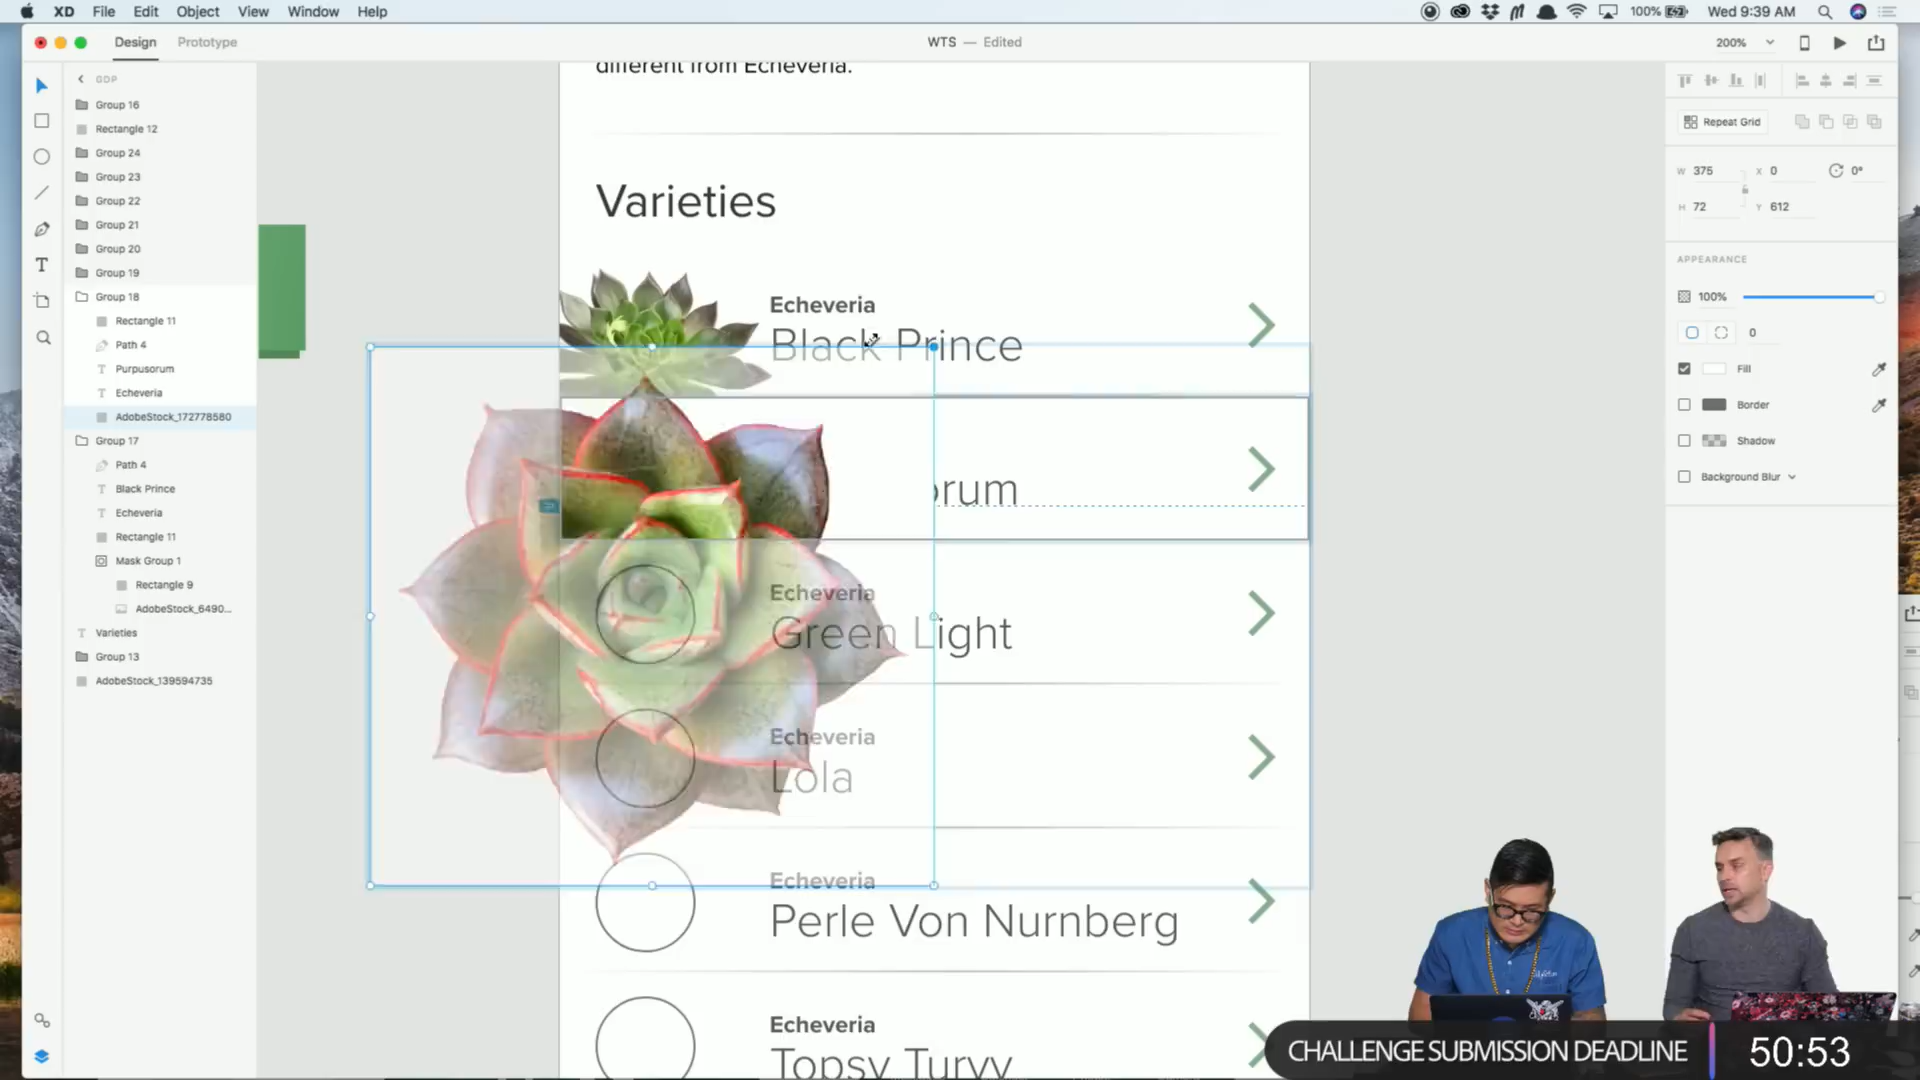 XD File Edit Object View Window Help
100% Wed 9:39 AM
Design Prototype
WTS — Edited
200%
GDP
Group 16
Rectangle 12
Group 24
Group 23
Group 22
Group 21
Group 20
Group 19
Group 18
Rectangle 11
Path 4
Purpusorum
Echeveria
AdobeStock_172778580
Group 17
Path 4
Black Prince
Echeveria
Rectangle 11
Mask Group 1
Rectangle 9
AdobeStock_6490...
Varieties
Group 13
AdobeStock_139594735
different from Echeveria.
Varieties
Echeveria
Black Prince
orum
Echeveria
Green Light
Echeveria
Lola
Echeveria
Perle Von Nurnberg
Echeveria
Topsy Turvy
Repeat Grid
W 375 X 0 0°
H 72 Y 612
APPEARANCE
100%
0
Fill
Border
Shadow
Background Blur
CHALLENGE SUBMISSION DEADLINE 50:53